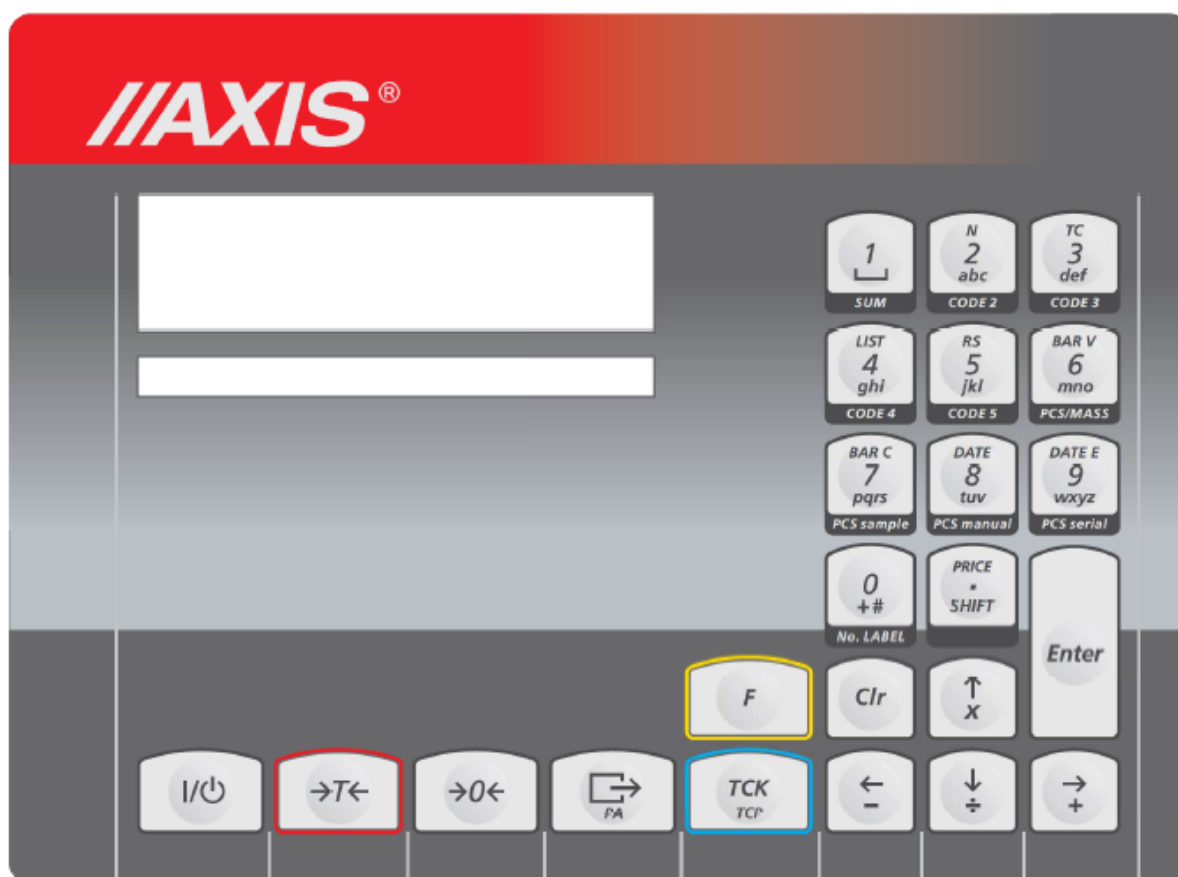 //AXIS®
N TC
1 2 3
abc def
SUM CODE 2 CODE 3
LIST RS BAR V
4 5 6
ghi jkl mno
CODE 4 CODE 5 PCS/MASS
BAR C DATE DATE E
7 8 9
pqrs tuv wxyz
PCS sample PCS manual PCS serial
PRICE
0 .
+# SHIFT
No. LABEL
Enter
F Clr ↑
x
I/⏻ →T← →0← TCK ← ↓ →
PA TCP − ÷ +